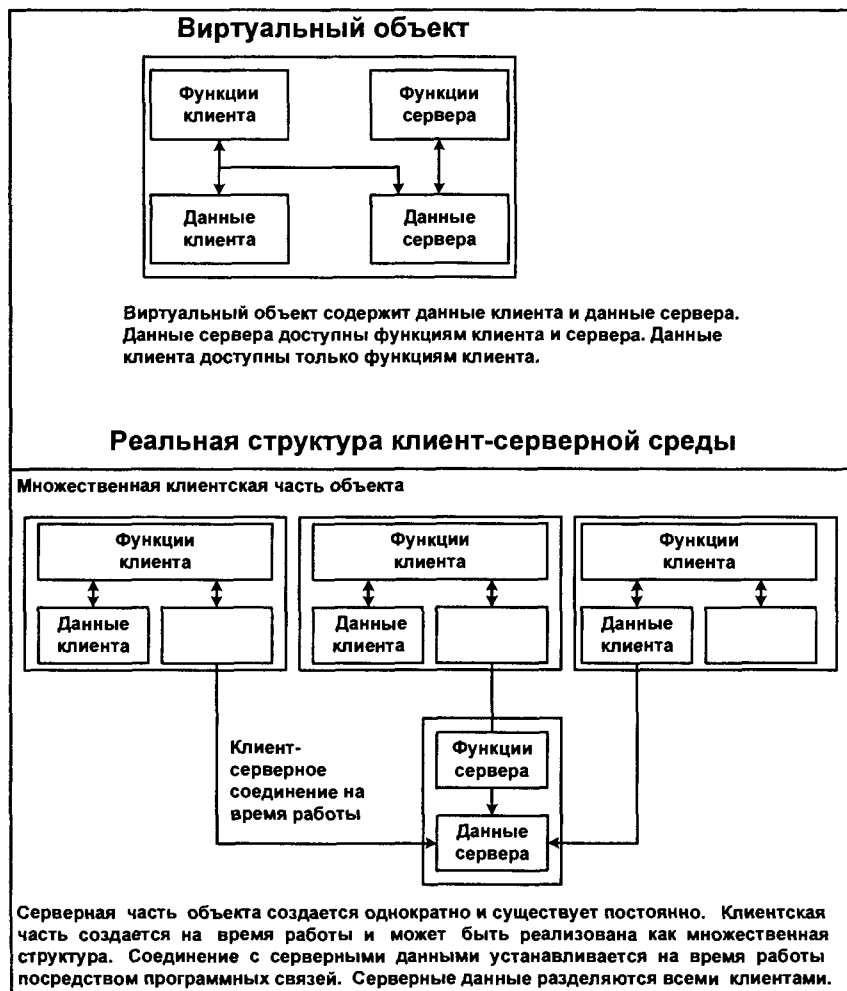 Виртуальный объект
Функции
клиента
Функции
сервера
Данные
клиента
Данные
сервера
Виртуальный объект содержит данные клиента и данные сервера.
Данные сервера доступны функциям клиента и сервера. Данные
клиента доступны только функциям клиента.
Реальная структура клиент-серверной среды
Множественная клиентская часть объекта
Функции
клиента
Функции
клиента
Функции
клиента
Данные
клиента
Данные
клиента
Данные
клиента
Клиент-
серверное
соединение на
время работы
Функции
сервера
Данные
сервера
Серверная часть объекта создается однократно и существует постоянно. Клиентская
часть создается на время работы и может быть реализована как множественная
структура. Соединение с серверными данными устанавливается на время работы
посредством программных связей. Серверные данные разделяются всеми клиентами.